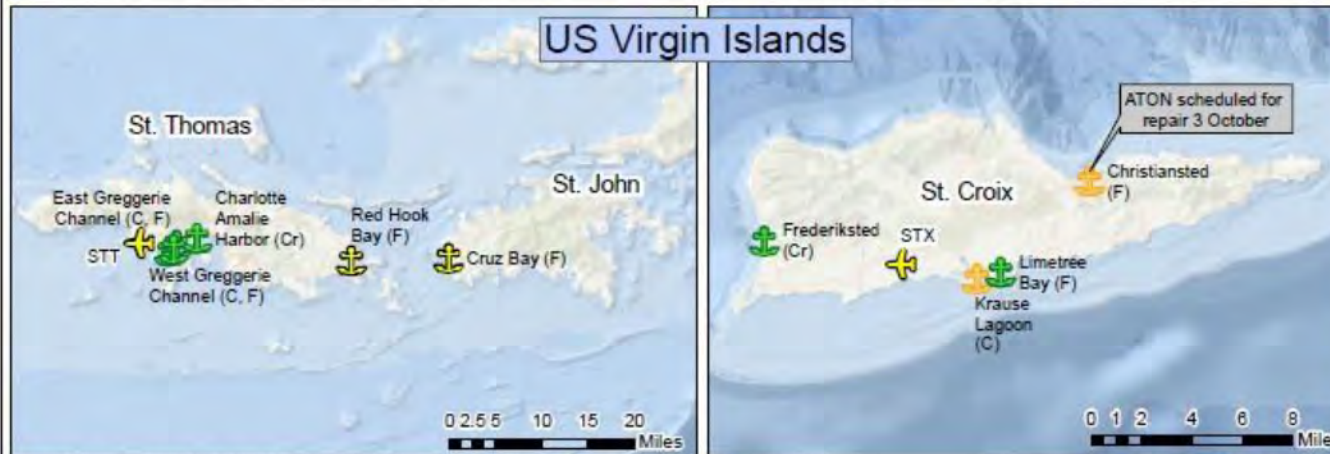 US Virgin Islands
St. Thomas
St. John
East Greggerie
Channel (C, F)
Charlotte
Amalie
Harbor (Cr)
Red Hook
Bay (F)
Cruz Bay (F)
STT
West Greggerie
Channel (C, F)
0 2.5 5 10 15 20
Miles
ATON scheduled for
repair 3 October
Christiansted
(F)
St. Croix
Frederiksted
(Cr)
STX
Limetree
Bay (F)
Krause
Lagoon
(C)
0 1 2 4 6 8
Mile